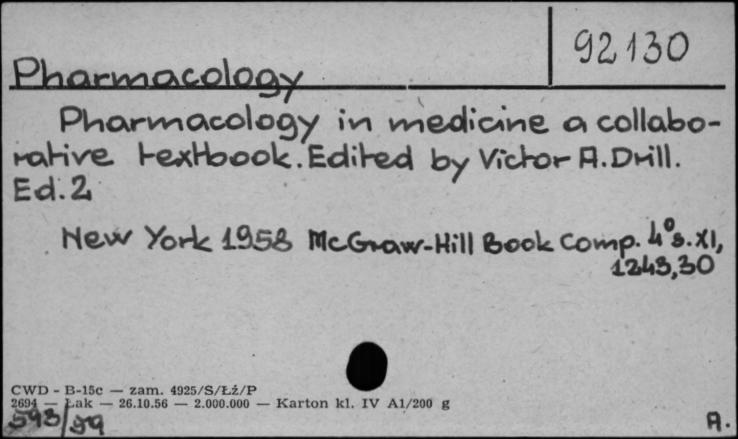 92130
Pharmacology
Pharmacology in medicine a collabo-
rative textbook. Edited by Victor A. Drill.
Ed. 2
New York 1958 McGraw-Hill Book Comp. 4° s. XI,
1243, 30
CWD - B-15c — zam. 4925/S/Łź/P
2694 — Łak — 26.10.56 — 2.000.000 — Karton kl. IV A1/200 g
593/59
A.